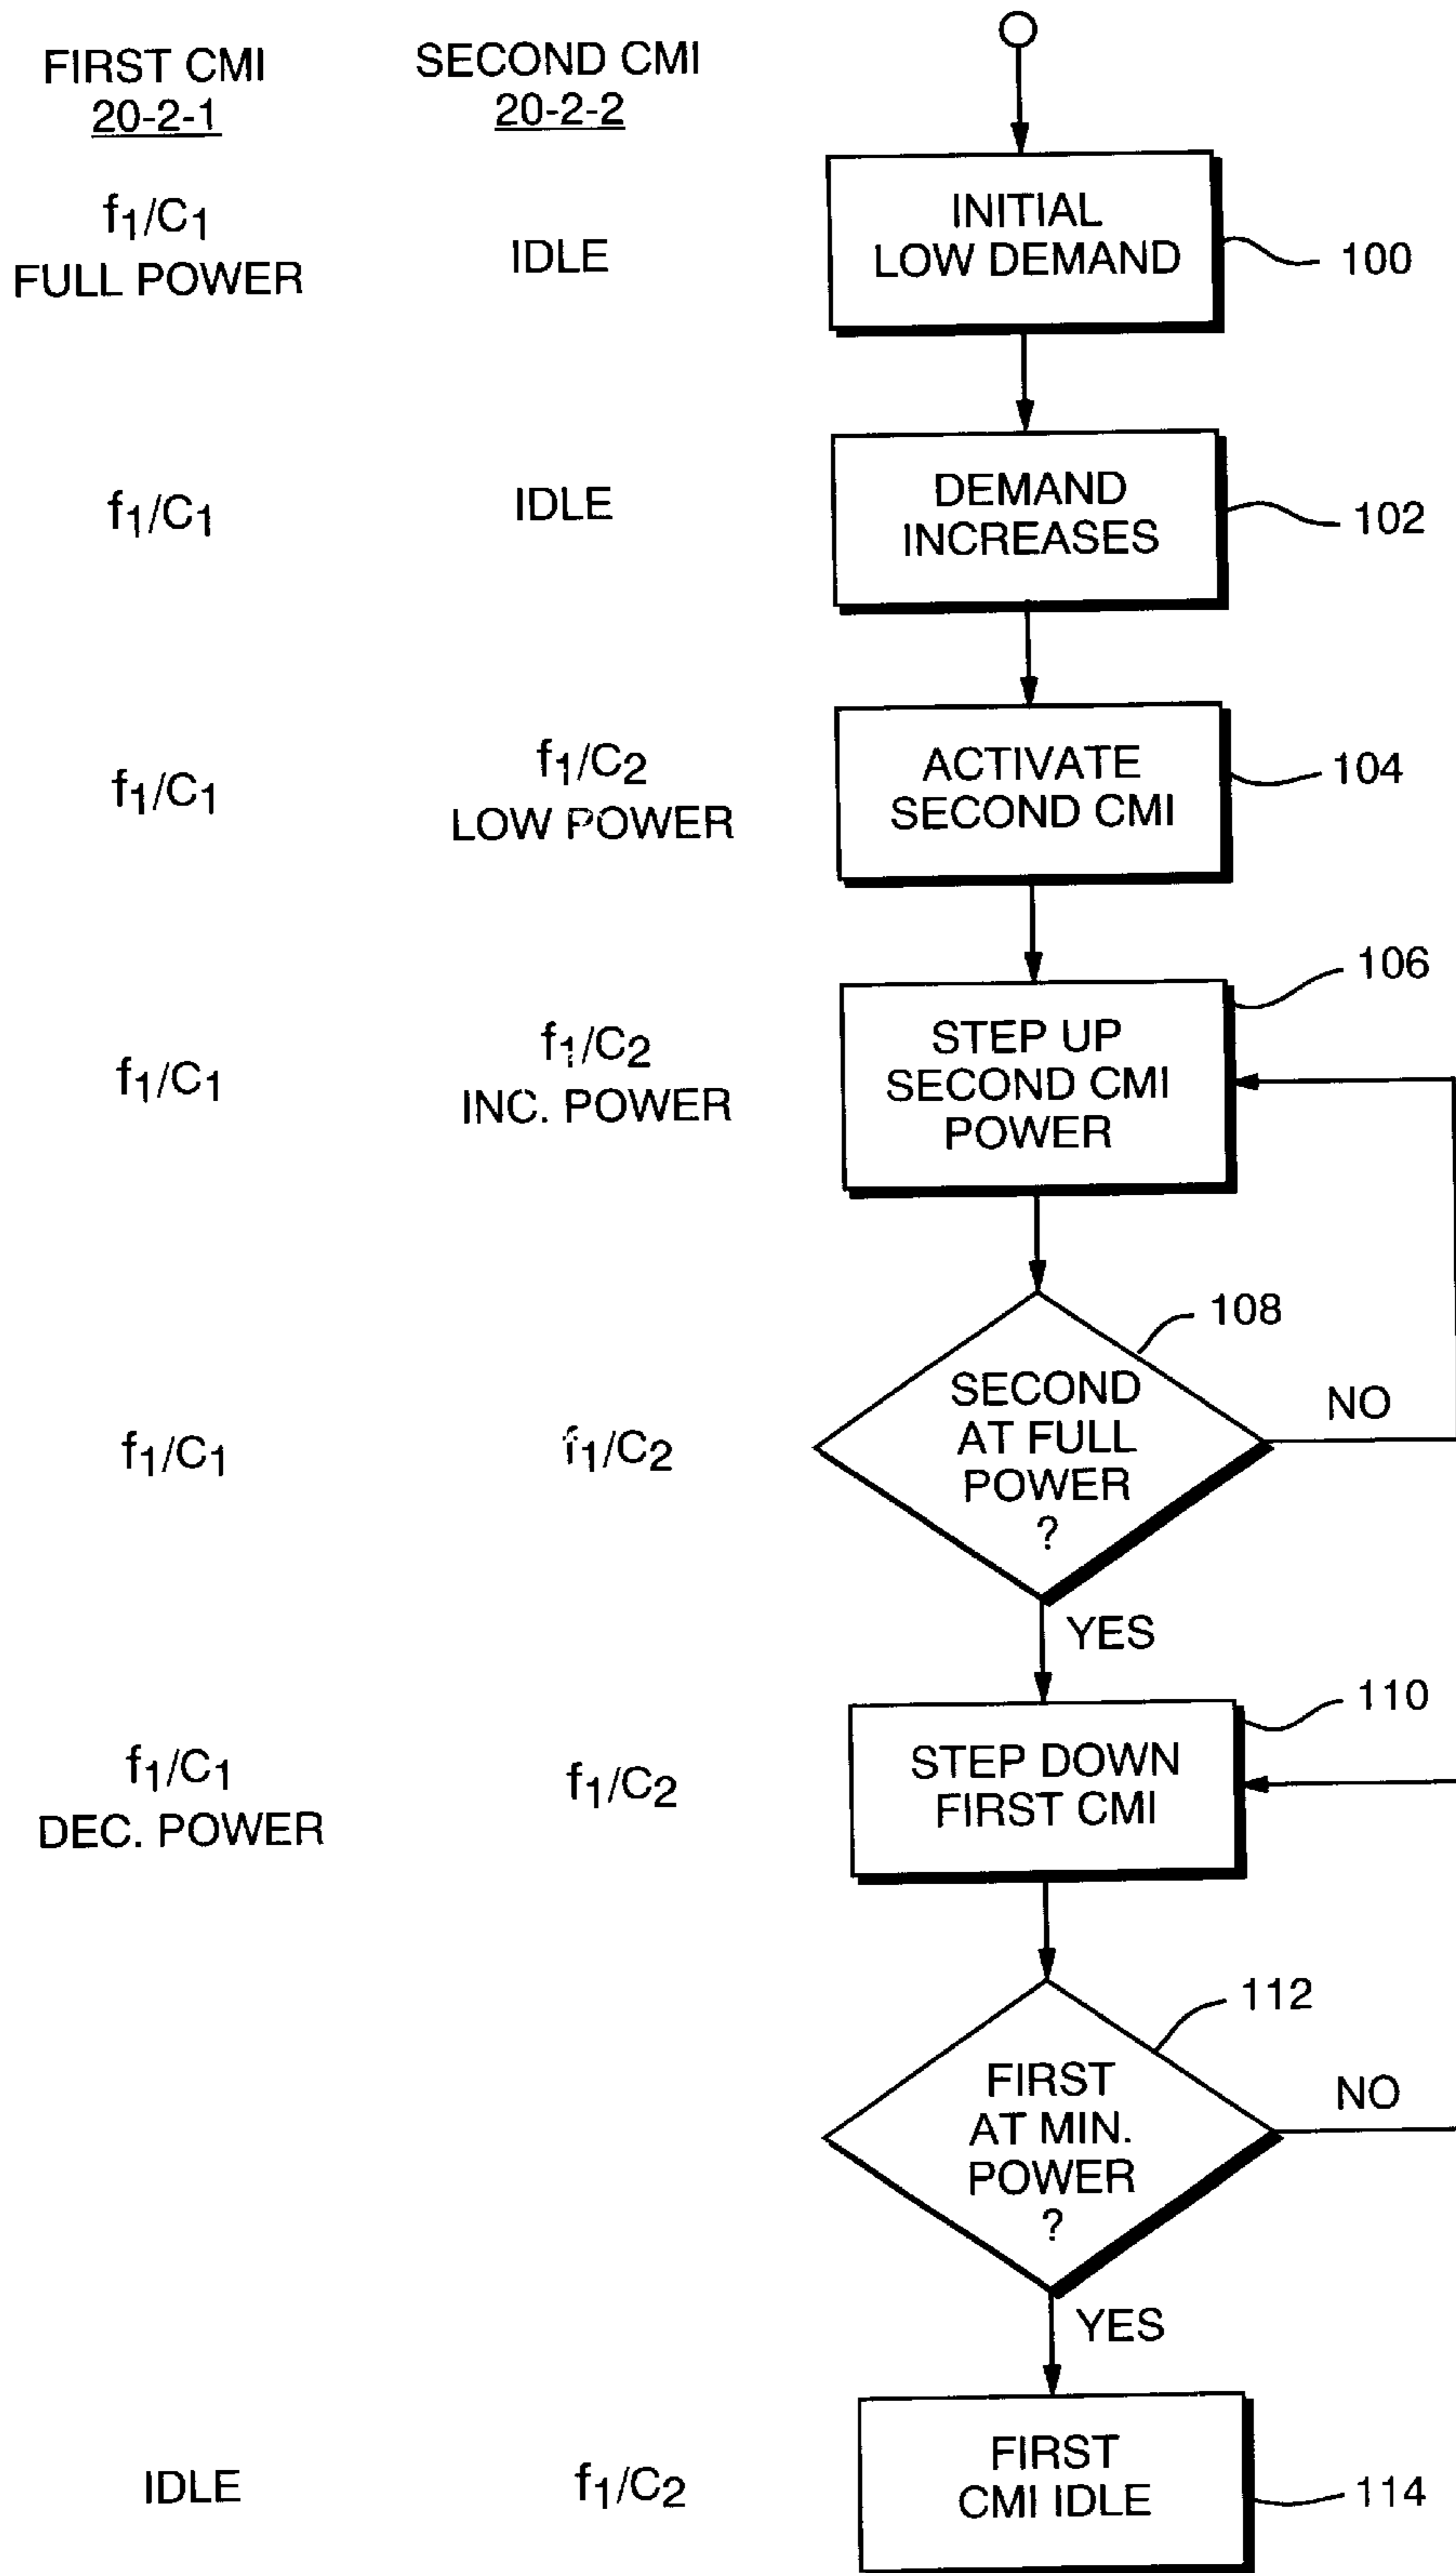 FIRST CMI
20-2-1
SECOND CMI
20-2-2
f1/C1
FULL POWER
IDLE
INITIAL
LOW DEMAND
100
f1/C1
IDLE
DEMAND
INCREASES
102
f1/C1
f1/C2
LOW POWER
ACTIVATE
SECOND CMI
104
f1/C1
f1/C2
INC. POWER
STEP UP
SECOND CMI
POWER
106
f1/C1
f1/C2
SECOND
AT FULL
POWER
?
108
NO
YES
f1/C1
DEC. POWER
f1/C2
STEP DOWN
FIRST CMI
110
FIRST
AT MIN.
POWER
?
112
NO
YES
IDLE
f1/C2
FIRST
CMI IDLE
114